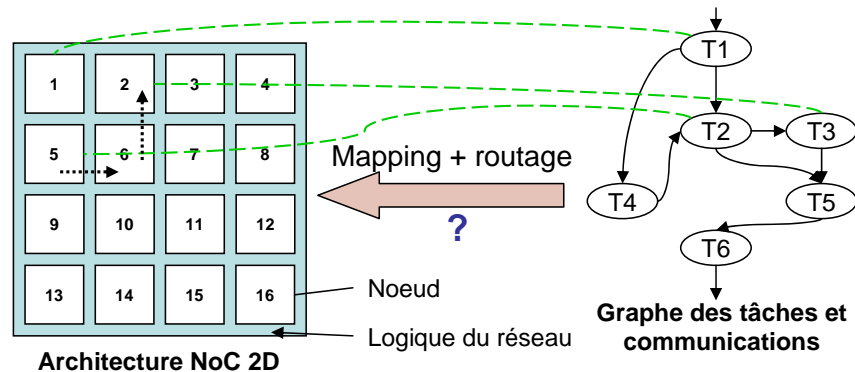 1 2 3 4
5 6 7 8
9 10 11 12
13 14 15 16
Architecture NoC 2D
Mapping + routage
?
Noeud
Logique du réseau
T1
T2 T3
T4 T5
T6
Graphe des tâches et
communications